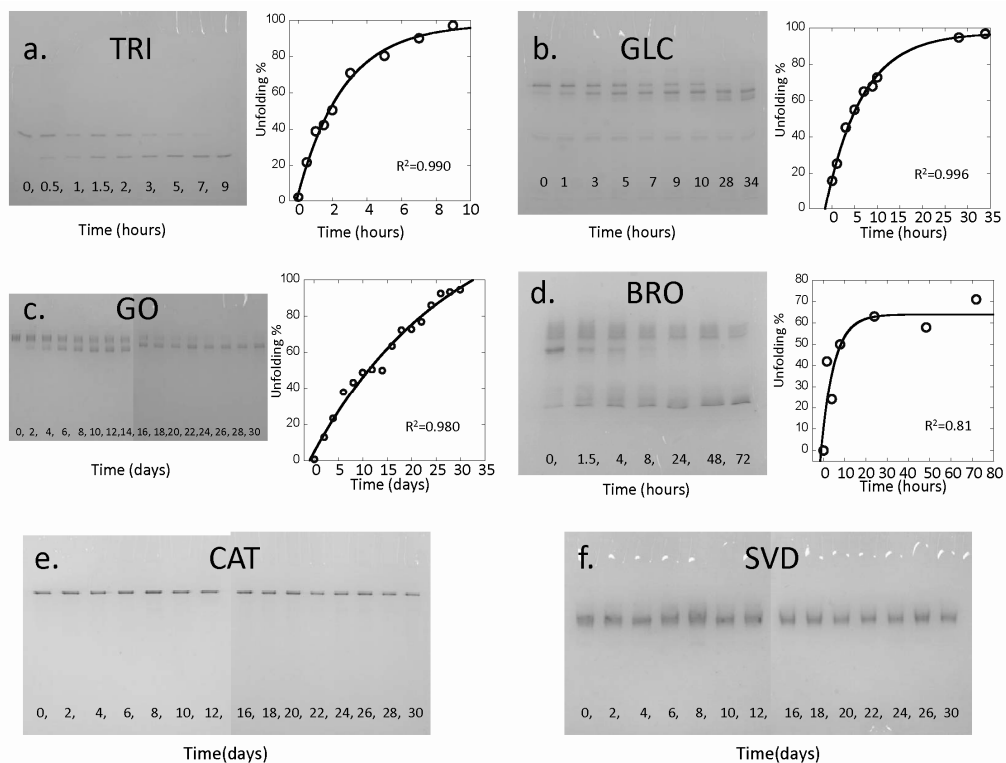 a. TRI
0, 0.5, 1, 1.5, 2, 3, 5, 7, 9
Time (hours)
Unfolding %
100
80
60
40
20
0
R²=0.990
0 2 4 6 8 10
Time (hours)
b. GLC
0 1 3 5 7 9 10 28 34
Time (hours)
Unfolding %
100
80
60
40
20
0
R²=0.996
0 5 10 15 20 25 30 35
Time (hours)
c. GO
0, 2, 4, 6, 8, 10, 12,14, 16, 18,20, 22,24, 26, 28, 30
Time (days)
Unfolding %
100
80
60
40
20
0
R²=0.980
0 5 10 15 20 25 30 35
Time (days)
d. BRO
0, 1.5, 4, 8, 24, 48, 72
Time (hours)
Unfolding %
80
70
60
50
40
30
20
10
0
R²=0.81
0 10 20 30 40 50 60 70 80
Time (hours)
e. CAT
0, 2, 4, 6, 8, 10, 12, 16, 18, 20, 22, 24, 26, 28, 30
Time(days)
f. SVD
0, 2, 4, 6, 8, 10, 12, 16, 18, 20, 22, 24, 26, 30
Time(days)